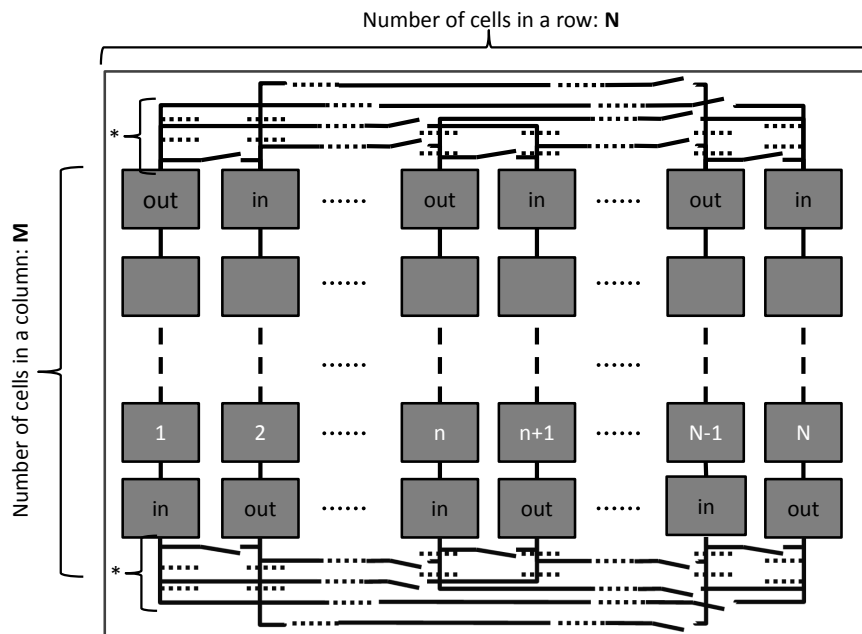 Number of cells in a row: N
*
Number of cells in a column: M
out in ...... out in ...... out in
......
......
1 2 ...... n n+1 ...... N-1 N
in out ...... in out ...... in out
*